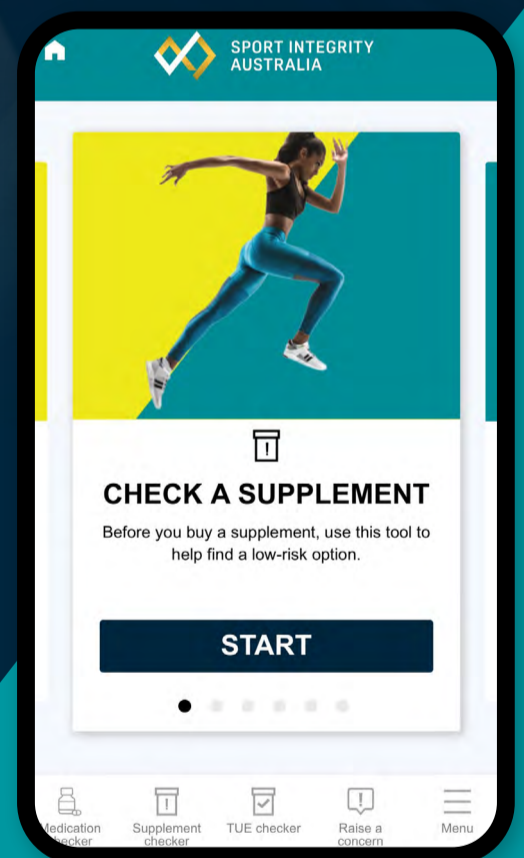 SPORT INTEGRITY
AUSTRALIA
CHECK A SUPPLEMENT
Before you buy a supplement, use this tool to
help find a low-risk option.
START
Medication
checker
Supplement
checker
TUE checker
Raise a
concern
Menu